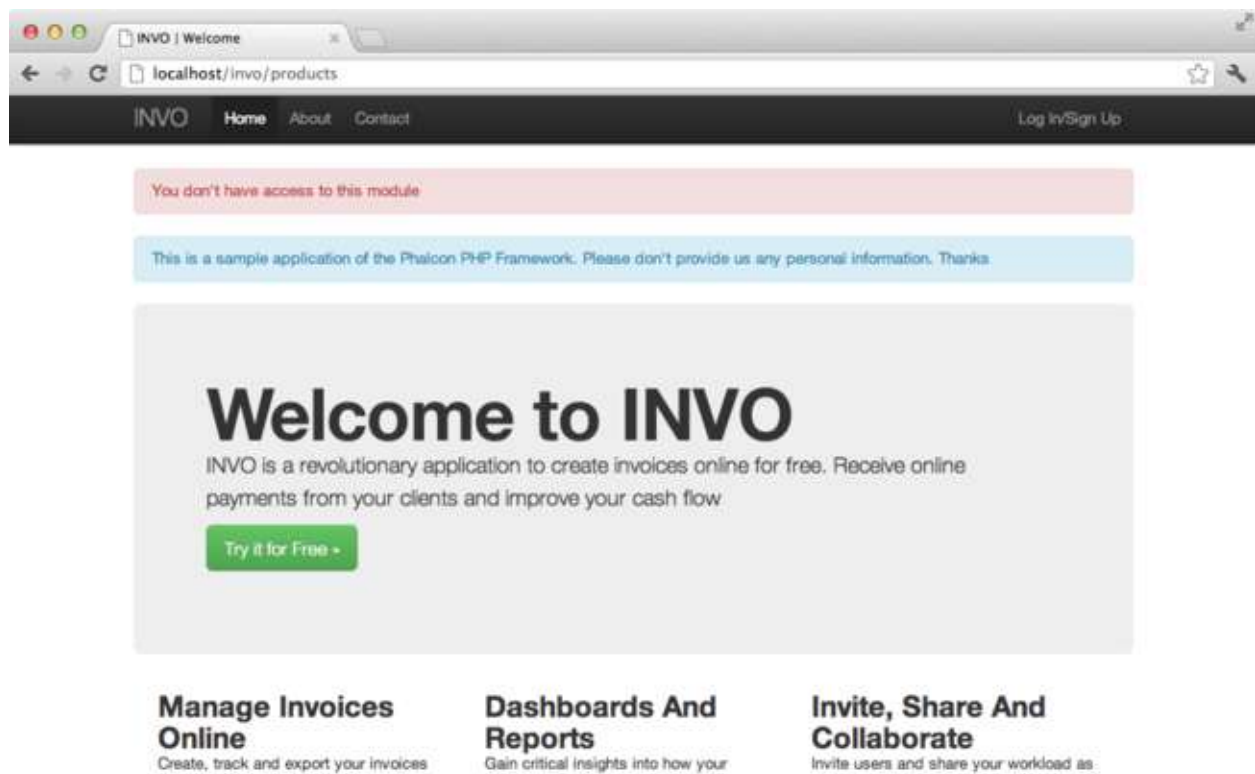 INVO | Welcome
localhost/invo/products
INVO Home About Contact Log In/Sign Up
You don't have access to this module
This is a sample application of the Phalcon PHP Framework. Please don't provide us any personal information. Thanks
Welcome to INVO
INVO is a revolutionary application to create invoices online for free. Receive online
payments from your clients and improve your cash flow
Try it for Free »
Manage Invoices
Online
Create, track and export your invoices
Dashboards And
Reports
Gain critical insights into how your
Invite, Share And
Collaborate
Invite users and share your workload as